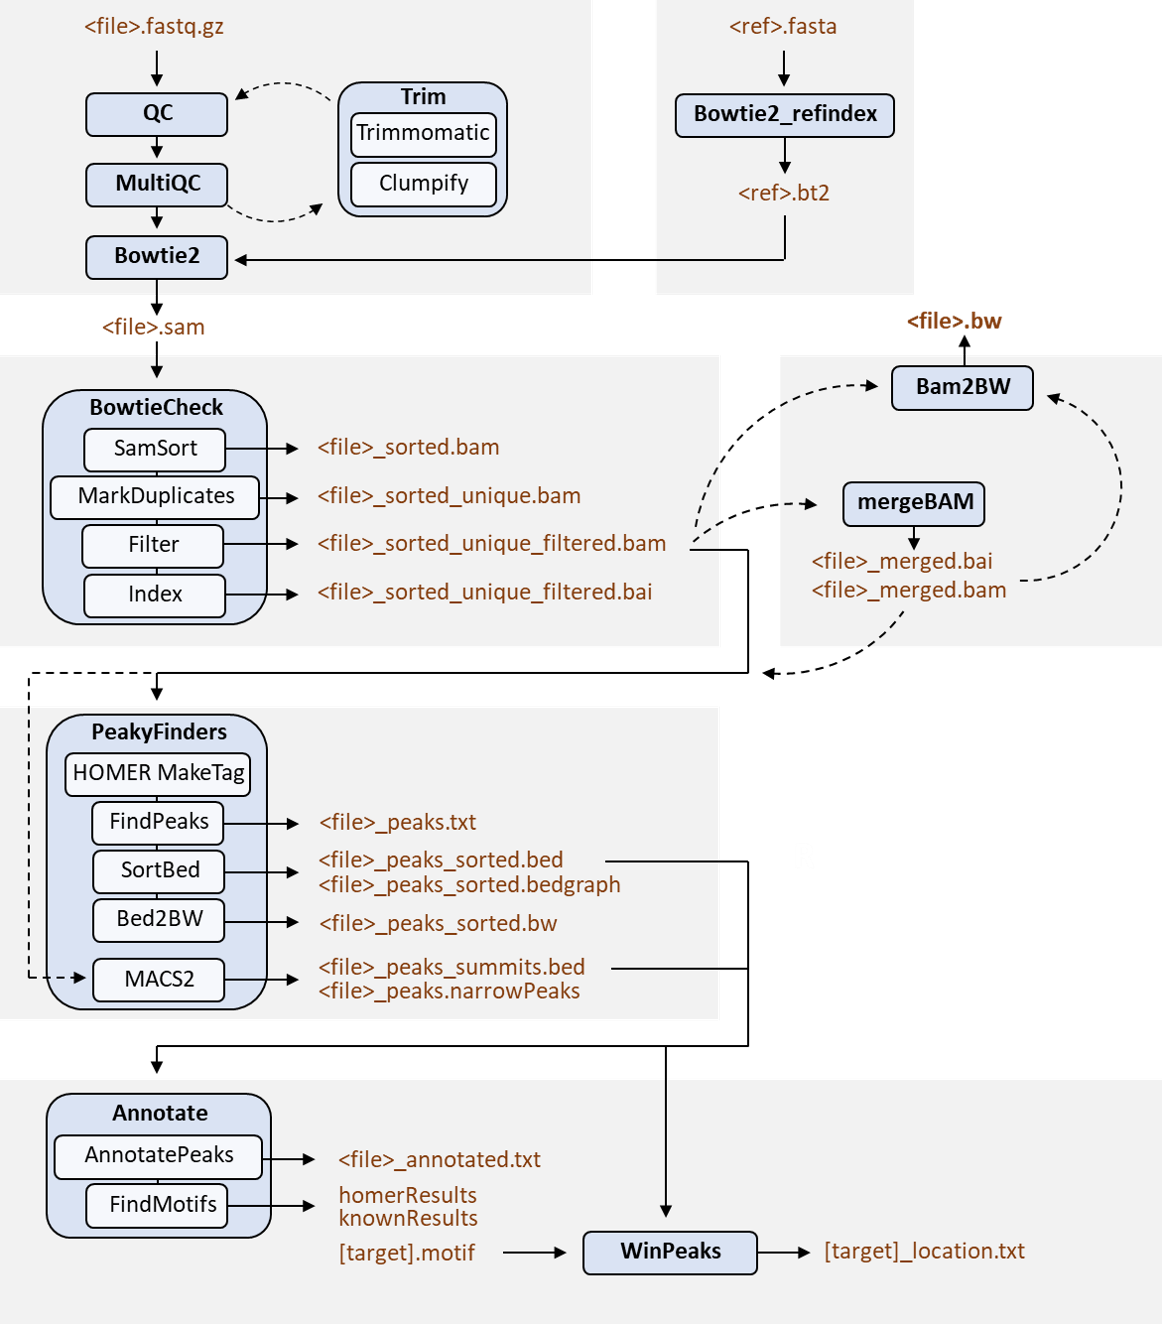 <file>.fastq.gz
<ref>.fasta
QC
Trim
Trimmomatic
Clumpify
MultiQC
Bowtie2
Bowtie2_refindex
<ref>.bt2
<file>.sam
BowtieCheck
SamSort
<file>_sorted.bam
MarkDuplicates
<file>_sorted_unique.bam
Filter
<file>_sorted_unique_filtered.bam
Index
<file>_sorted_unique_filtered.bai
<file>.bw
Bam2BW
mergeBAM
<file>_merged.bai
<file>_merged.bam
PeakyFinders
HOMER MakeTag
FindPeaks
<file>_peaks.txt
SortBed
<file>_peaks_sorted.bed
<file>_peaks_sorted.bedgraph
Bed2BW
<file>_peaks_sorted.bw
MACS2
<file>_peaks_summits.bed
<file>_peaks.narrowPeaks
Annotate
AnnotatePeaks
<file>_annotated.txt
FindMotifs
homerResults
knownResults
[target].motif
WinPeaks
[target]_location.txt